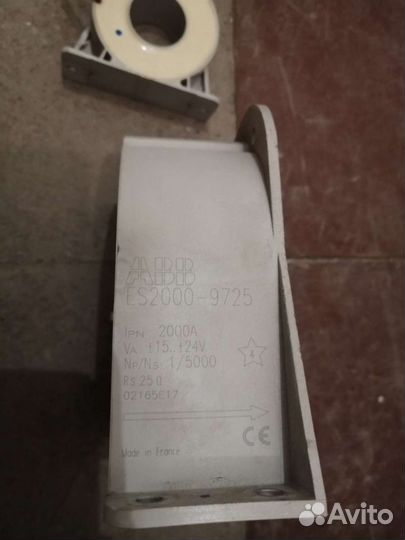 ABB
ES2000-9725
IPN 2000A
VA ±15..±24V
NP/NS 1/5000
Rs 25 Ω
02165E17
CE
Made in France
Avito